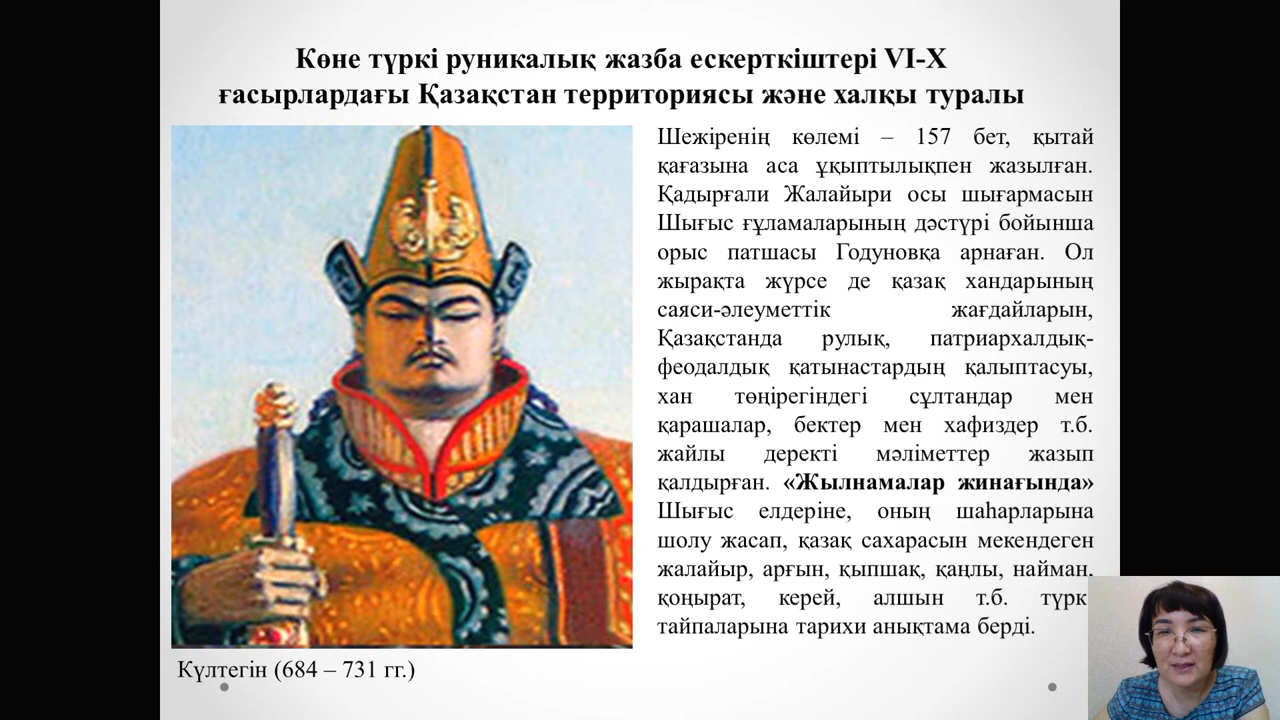 Көне түркі руникалық жазба ескерткіштері VI-X
ғасырлардағы Қазақстан территориясы және халқы туралы
Шежіренің көлемі – 157 бет, қытай
қағазына аса ұқыптылықпен жазылған.
Қадырғали Жалайыри осы шығармасын
Шығыс ғұламаларының дәстүрі бойынша
орыс патшасы Годуновқа арнаған. Ол
жырақта жүрсе де қазақ хандарының
саяси-әлеуметтік жағдайларын,
Қазақстанда рулық, патриархалдық-
феодалдық қатынастардың қалыптасуы,
хан төңірегіндегі сұлтандар мен
қарашалар, бектер мен хафиздер т.б.
жайлы деректі мәліметтер жазып
қалдырған. «Жылнамалар жинағында»
Шығыс елдеріне, оның шаһарларына
шолу жасап, қазақ сахарасын мекендеген
жалайыр, арғын, қыпшақ, қаңлы, найман,
қоңырат, керей, алшын т.б. түрк
тайпаларына тарихи анықтама берді.
Күлтегін (684 – 731 гг.)